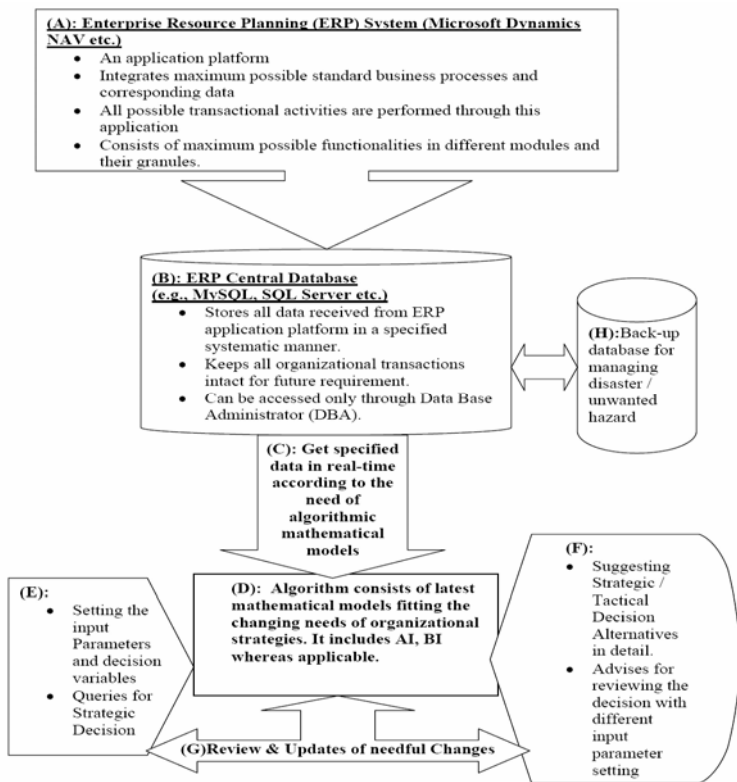 (A): Enterprise Resource Planning (ERP) System (Microsoft Dynamics
NAV etc.)
• An application platform
• Integrates maximum possible standard business processes and
corresponding data
• All possible transactional activities are performed through this
application
• Consists of maximum possible functionalities in different modules and
their granules.
(B): ERP Central Database
(e.g., MySQL, SQL Server etc.)
• Stores all data received from ERP
application platform in a specified
systematic manner.
• Keeps all organizational transactions
intact for future requirement.
• Can be accessed only through Data Base
Administrator (DBA).
(H):Back-up
database for
managing
disaster /
unwanted
hazard
(C): Get specified
data in real-time
according to the
need of
algorithmic
mathematical
models
(D): Algorithm consists of latest
mathematical models fitting the
changing needs of organizational
strategies. It includes AI, BI
whereas applicable.
(E):
• Setting the
input
Parameters
and decision
variables
• Queries for
Strategic
Decision
(F):
• Suggesting
Strategic /
Tactical
Decision
Alternatives
in detail.
• Advises for
reviewing the
decision with
different
input
parameter
setting
(G)Review & Updates of needful Changes